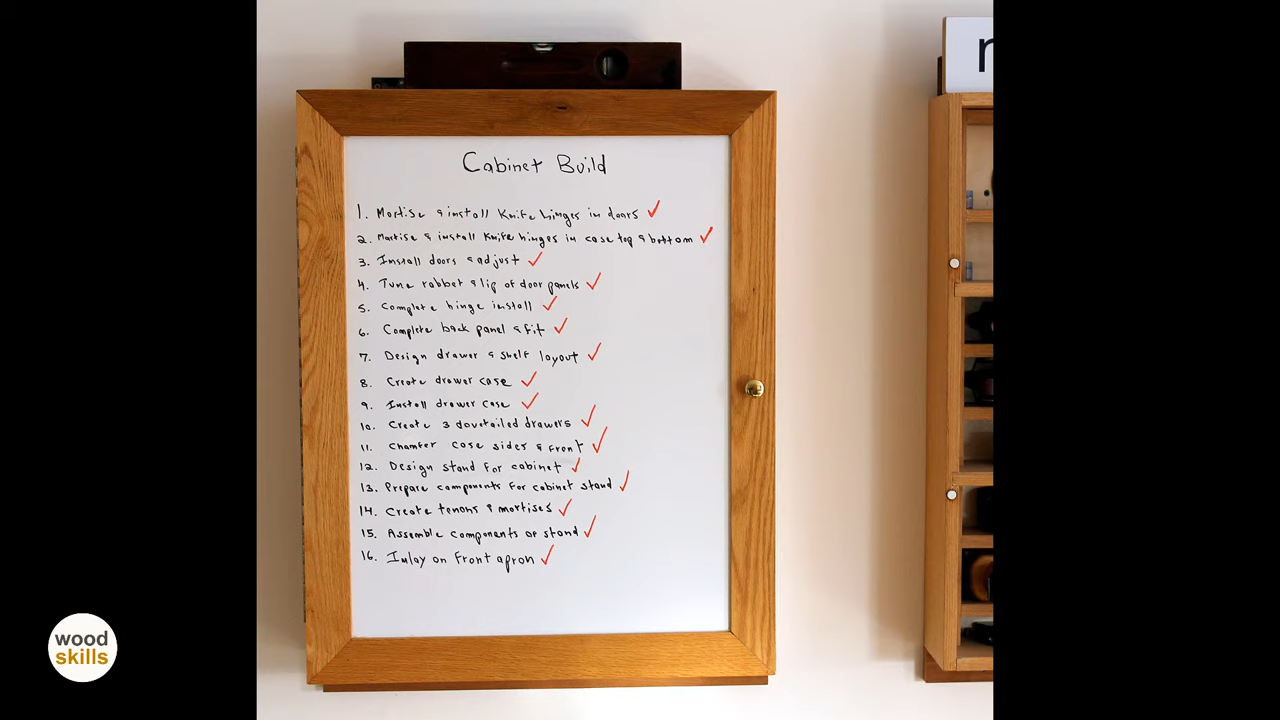 n
Cabinet Build
1. Mortise & install Knife hinges in doors ✓
2. Mortise & install Knife hinges in case top & bottom ✓
3. Install doors & adjust ✓
4. Tune rabbet & lip of door panels ✓
5. Complete hinge install ✓
6. Complete back panel & fit ✓
7. Design drawer & shelf layout ✓
8. Create drawer case ✓
9. Install drawer case ✓
10. Create 3 dovetailed drawers ✓
11. Chamfer case sides & front ✓
12. Design stand for cabinet ✓
13. Prepare components for cabinet stand ✓
14. Create tenons & mortises ✓
15. Assemble components of stand ✓
16. Inlay on front apron ✓
wood
skills